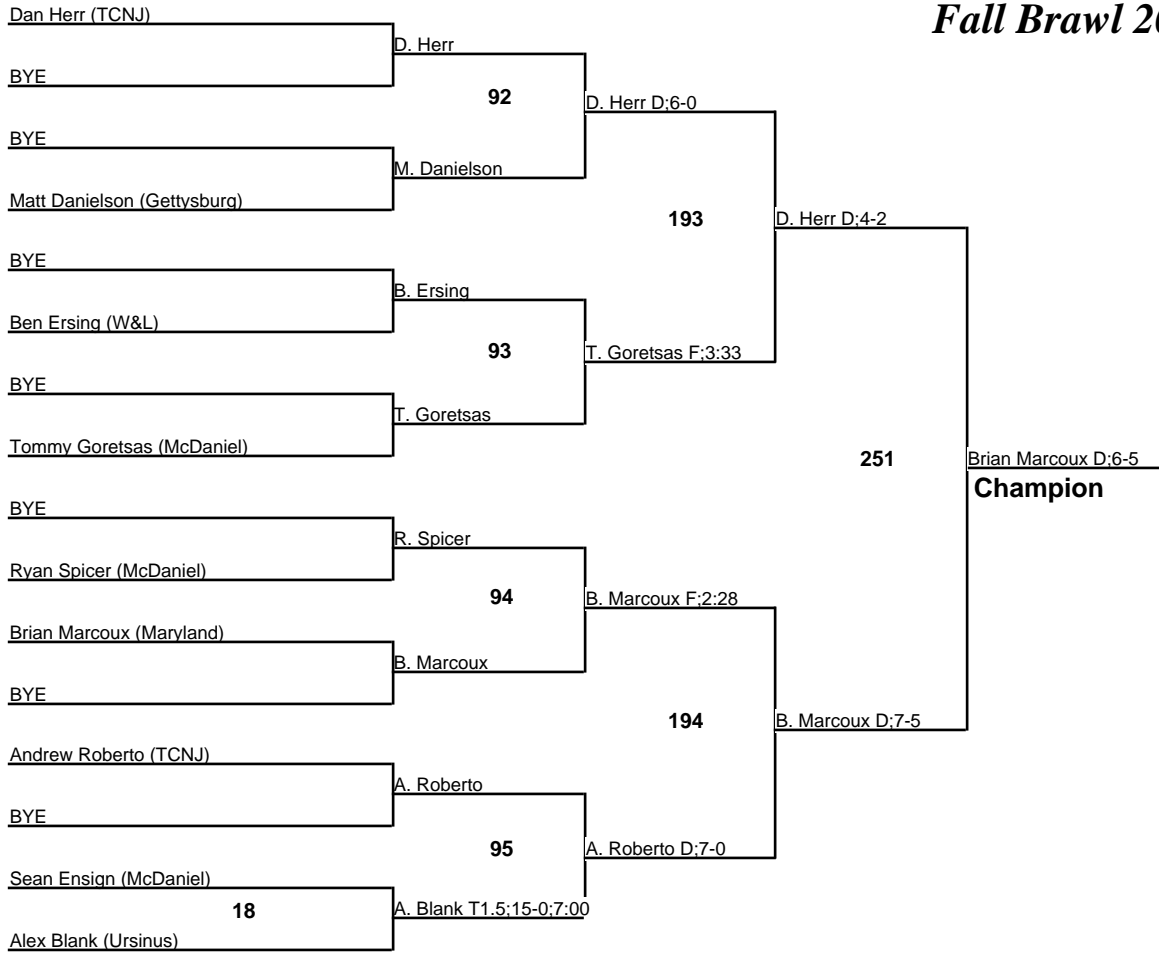 Fall Brawl 20
Dan Herr (TCNJ)
BYE
BYE
Matt Danielson (Gettysburg)
BYE
Ben Ersing (W&L)
BYE
Tommy Goretsas (McDaniel)
BYE
Ryan Spicer (McDaniel)
Brian Marcoux (Maryland)
BYE
Andrew Roberto (TCNJ)
BYE
Sean Ensign (McDaniel)
18
Alex Blank (Ursinus)
D. Herr
92
M. Danielson
B. Ersing
93
T. Goretsas
R. Spicer
94
B. Marcoux
A. Roberto
95
A. Blank T1.5;15-0;7:00
D. Herr D;6-0
193
T. Goretsas F;3:33
B. Marcoux F;2:28
194
A. Roberto D;7-0
D. Herr D;4-2
251
B. Marcoux D;7-5
Brian Marcoux D;6-5
Champion